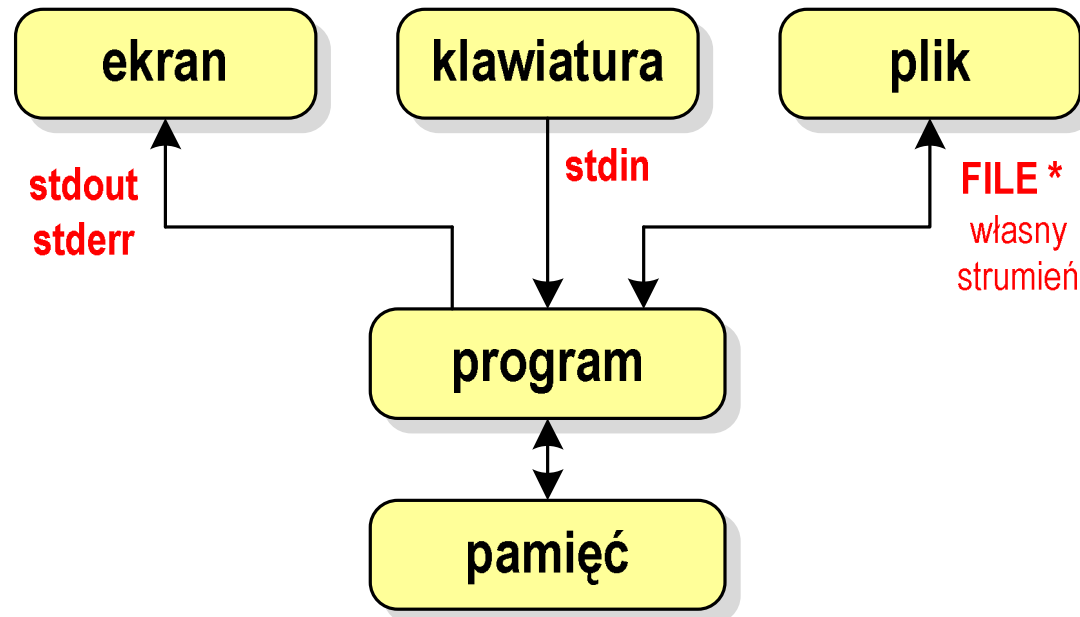 ekran
klawiatura
plik
stdout
stderr
stdin
FILE *
własny
strumień
program
pamięć